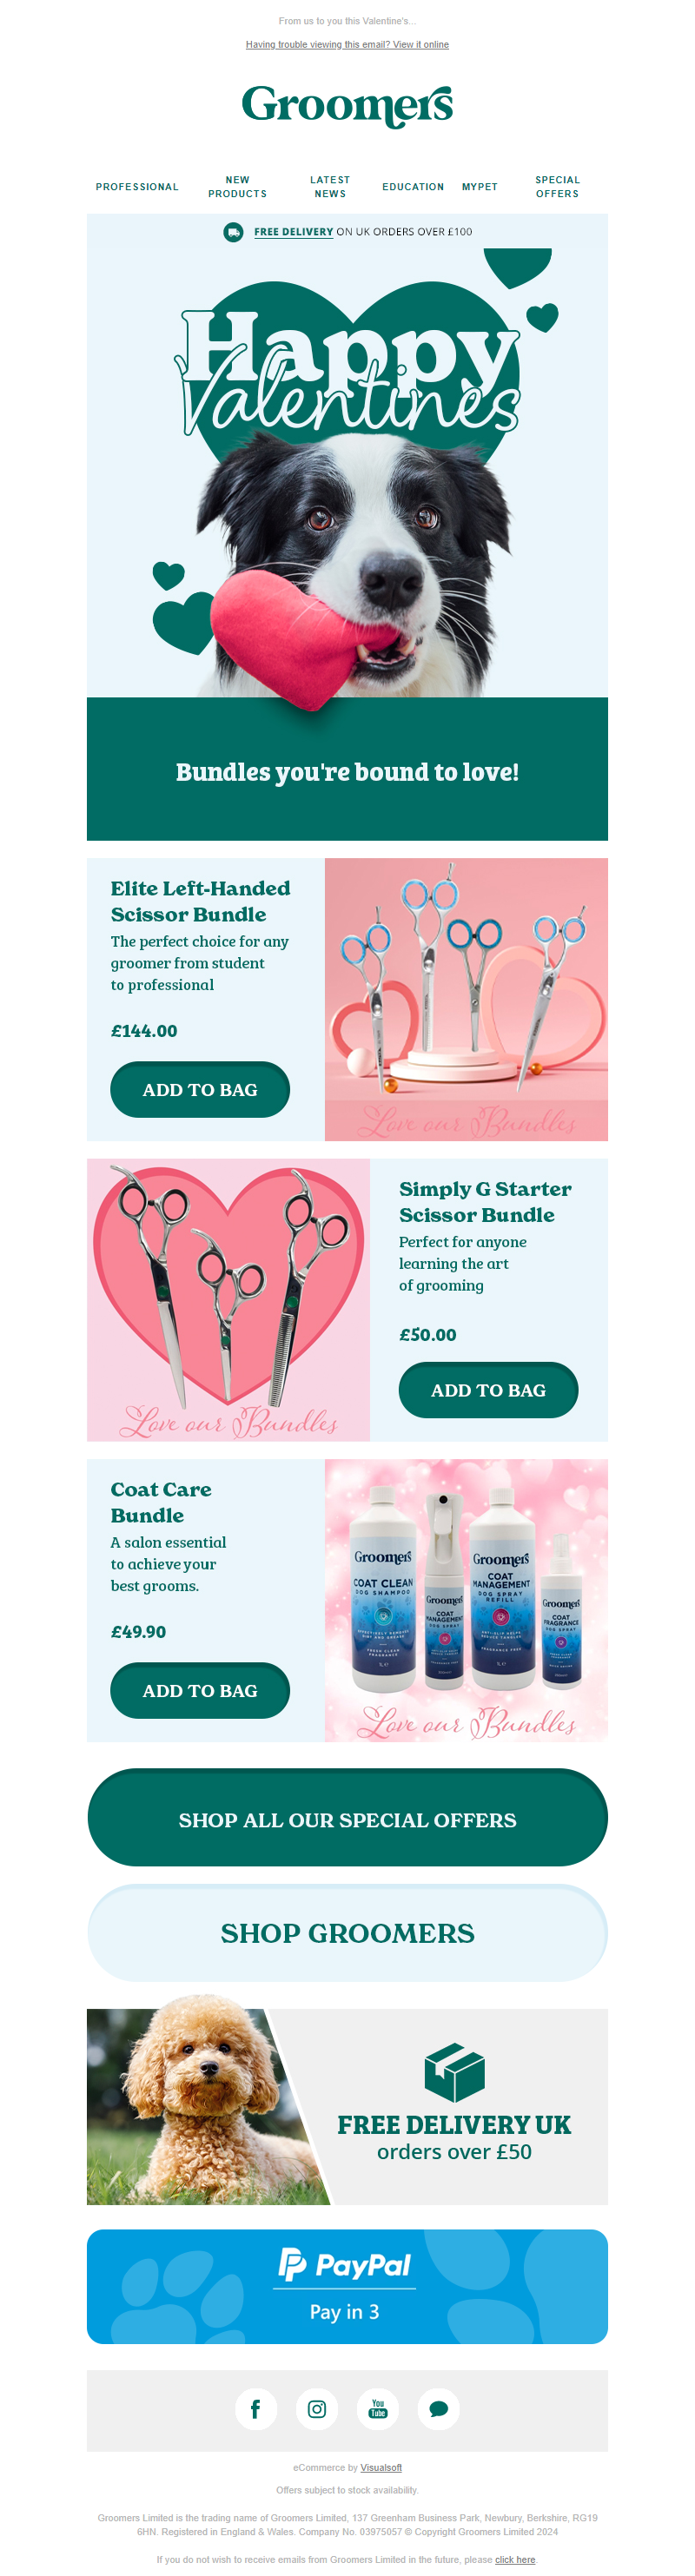 From us to you this Valentine's...
Having trouble viewing this email? View it online
Groomers
PROFESSIONAL
NEW
PRODUCTS
LATEST
NEWS
EDUCATION
MYPET
SPECIAL
OFFERS
FREE DELIVERY ON UK ORDERS OVER £100
Happy
Valentines
Bundles you're bound to love!
Elite Left-Handed
Scissor Bundle
The perfect choice for any
groomer from student
to professional
£144.00
ADD TO BAG
Love our Bundles
Simply G Starter
Scissor Bundle
Perfect for anyone
learning the art
of grooming
£50.00
ADD TO BAG
Love our Bundles
Coat Care
Bundle
A salon essential
to achieve your
best grooms.
£49.90
ADD TO BAG
Groomers
COAT CLEAN
DOG SHAMPOO
Groomers
COAT
MANAGEMENT
DOG SPRAY
Groomers
COAT
MANAGEMENT
DOG SPRAY
REFILL
Groomers
COAT
FRAGRANCE
DOG SPRAY
Love our Bundles
SHOP ALL OUR SPECIAL OFFERS
SHOP GROOMERS
FREE DELIVERY UK
orders over £50
PayPal
Pay in 3
You
Tube
eCommerce by Visualsoft
Offers subject to stock availability.
Groomers Limited is the trading name of Groomers Limited, 137 Greenham Business Park, Newbury, Berkshire, RG19
6HN. Registered in England & Wales. Company No. 03975057 © Copyright Groomers Limited 2024
If you do not wish to receive emails from Groomers Limited in the future, please click here.